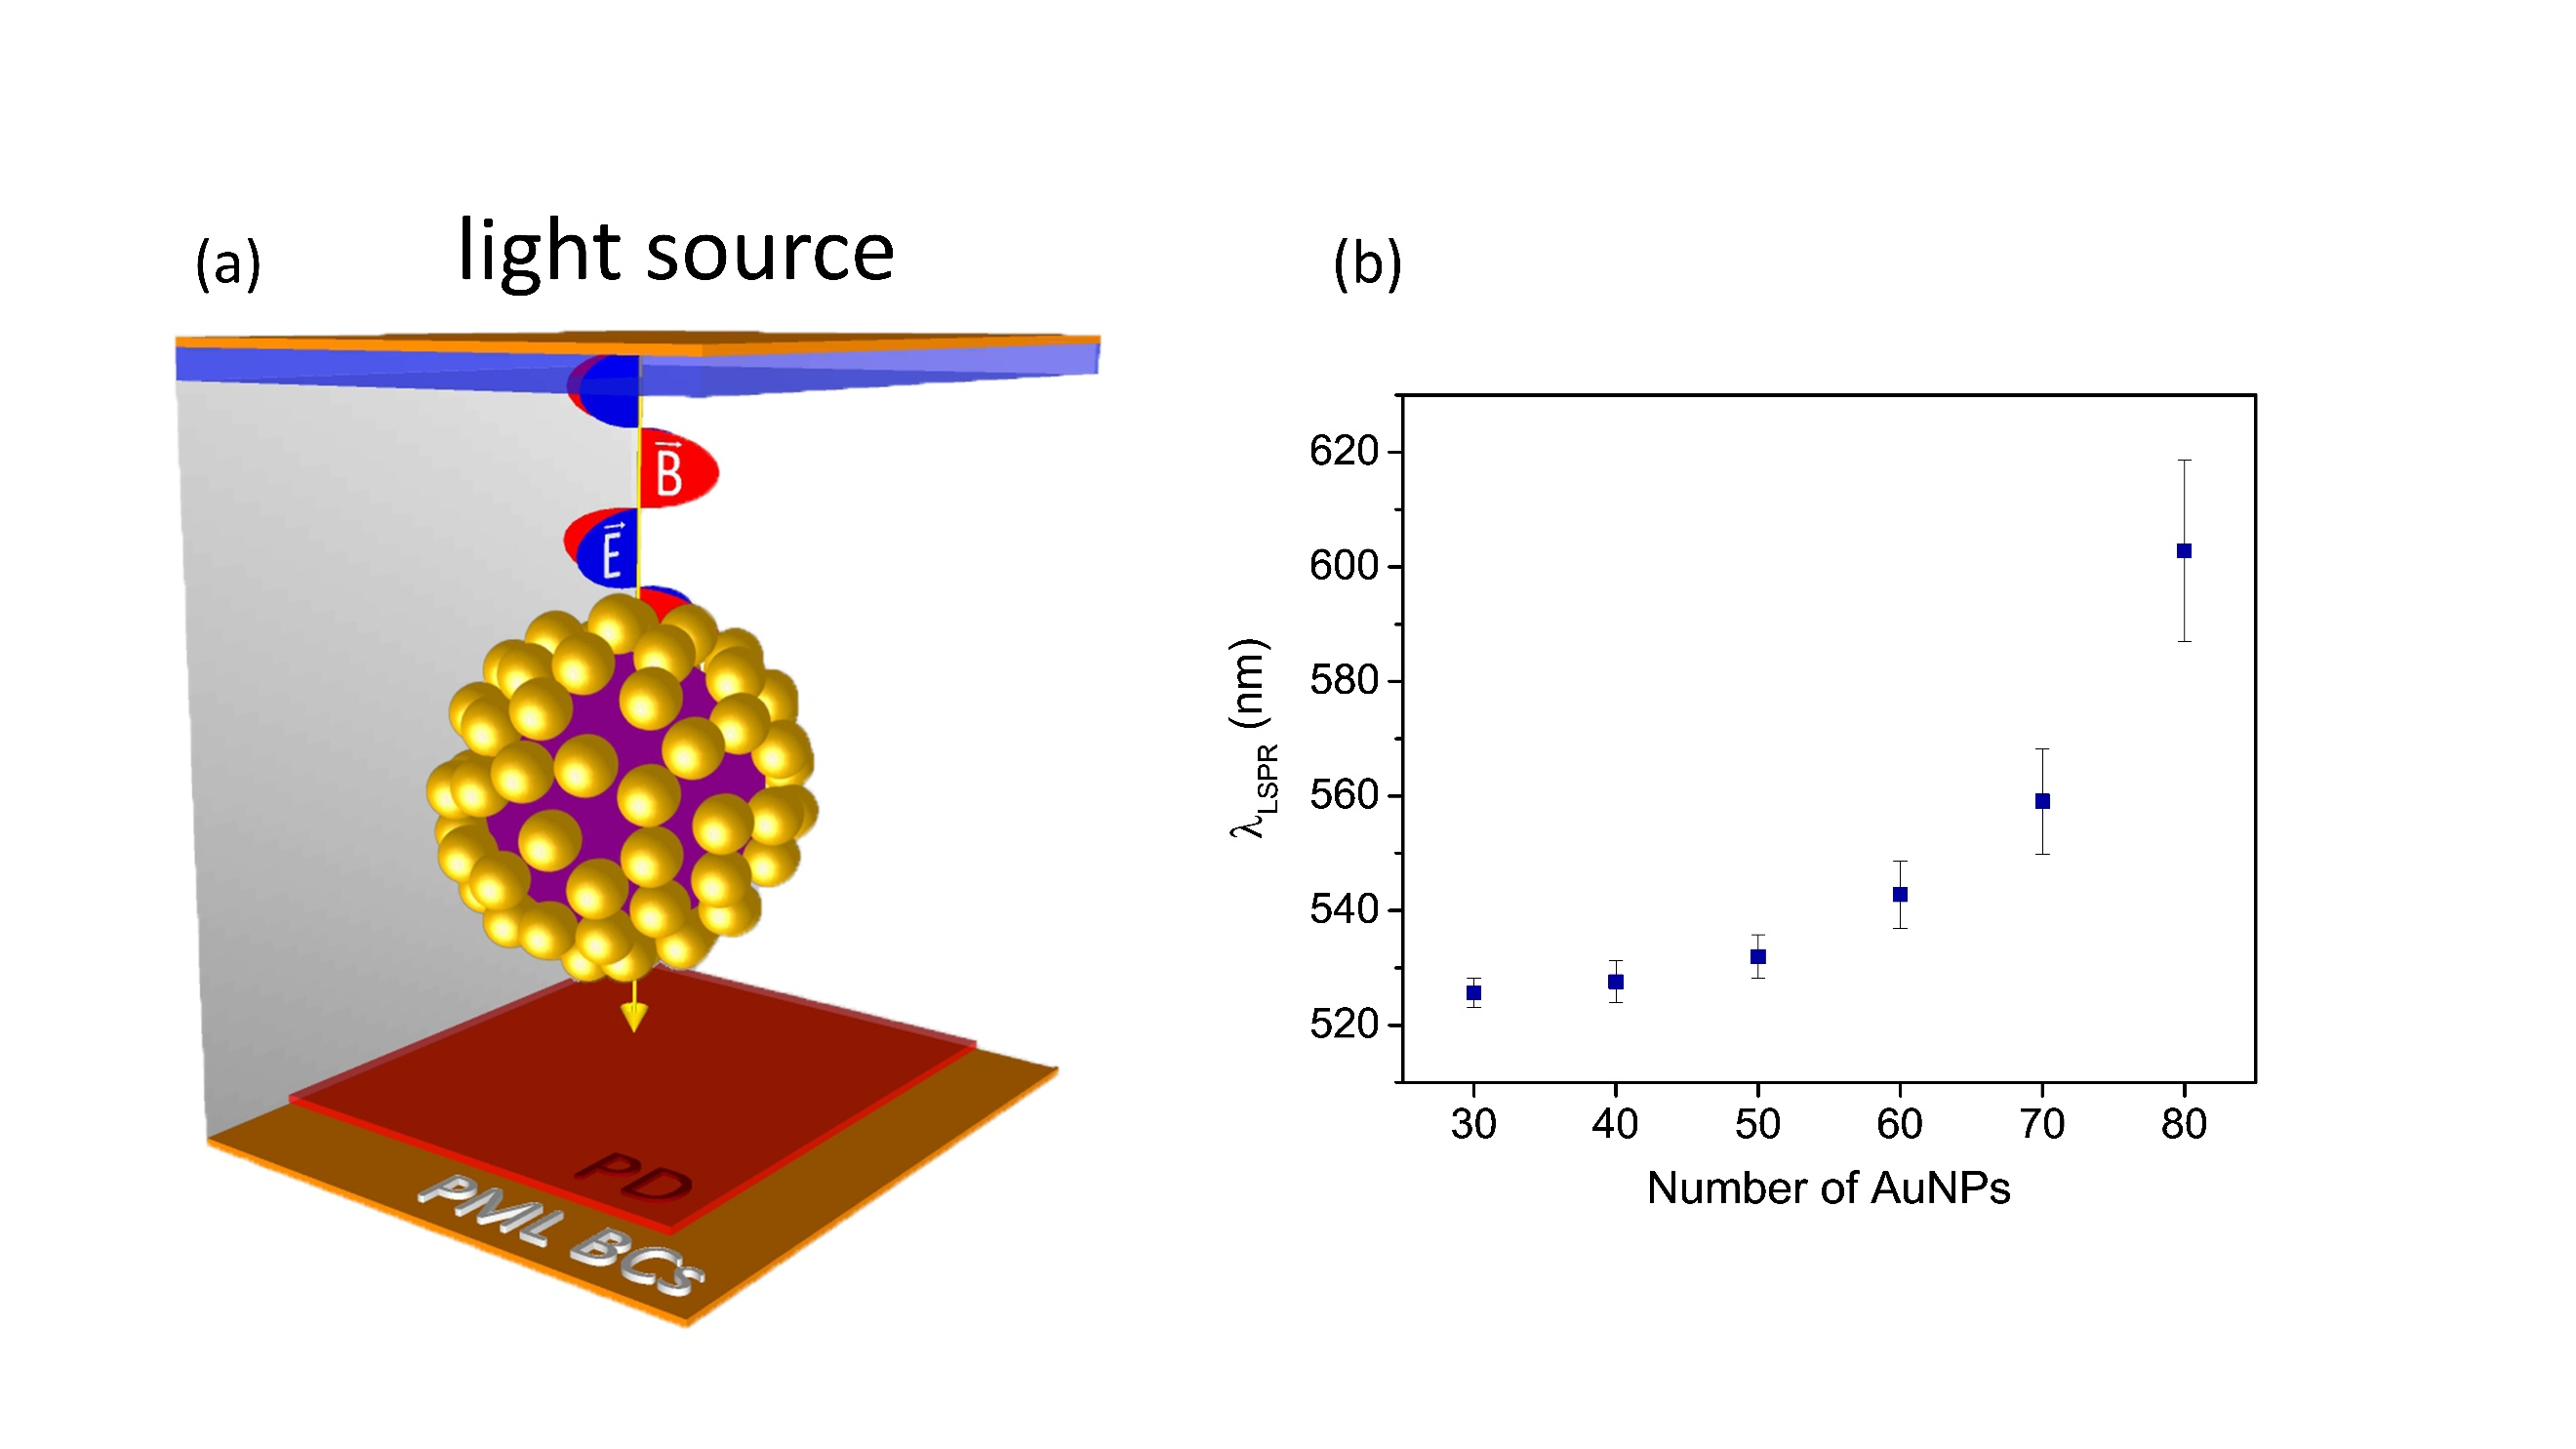 (a)
light source
B
E
PD
PML BCs
(b)
620
600
580
560
540
520
λLSPR (nm)
30 40 50 60 70 80
Number of AuNPs